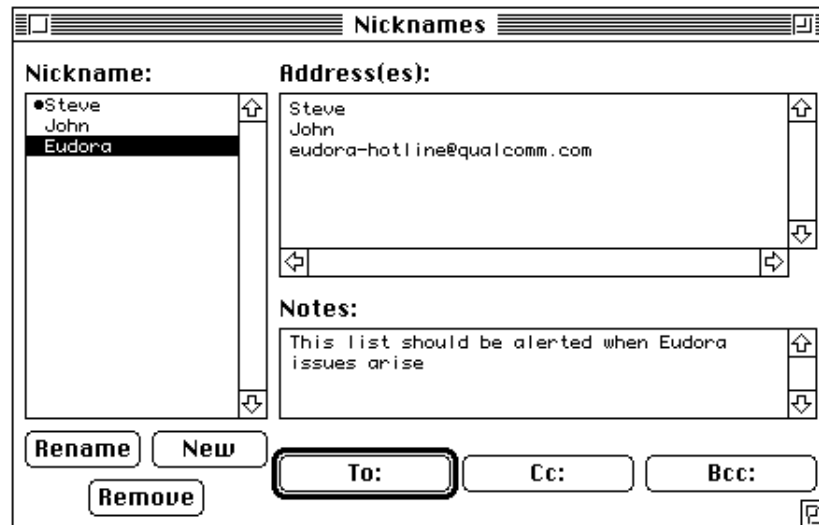 Nicknames
Nickname:
●Steve
John
Eudora
Address(es):
Steve
John
eudora-hotline@qualcomm.com
Notes:
This list should be alerted when Eudora
issues arise
Rename
New
Remove
To:
Cc:
Bcc: